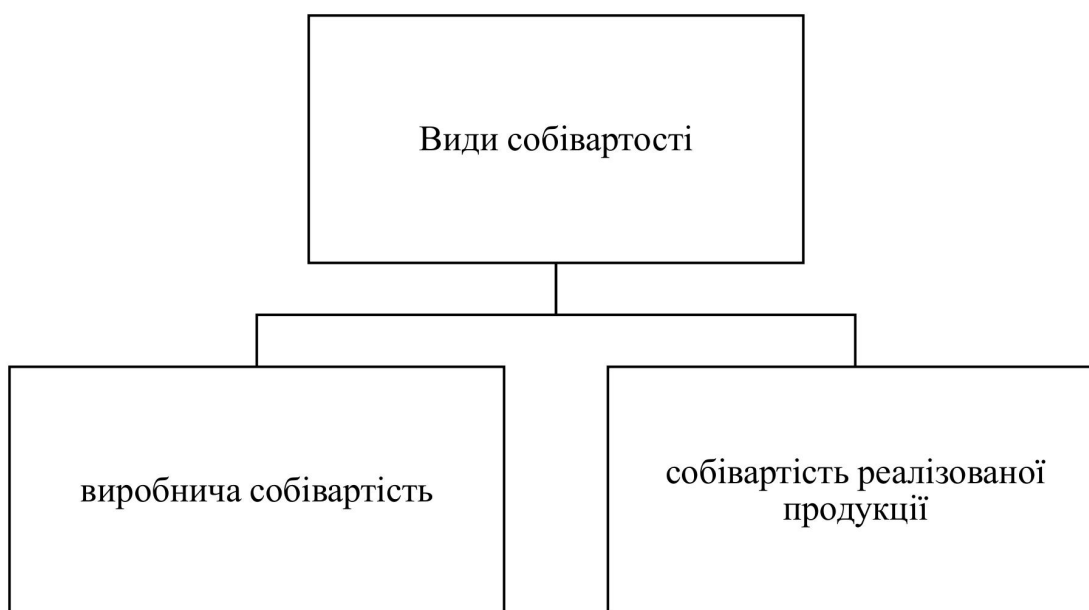 Види собівартості
виробнича собівартість
собівартість реалізованої
продукції